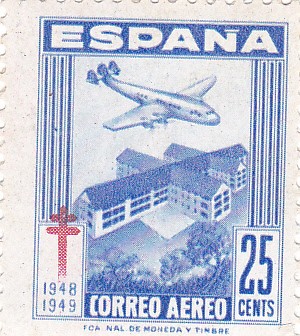 ESPAÑA
1948
1949
25
CENTS
CORREO AEREO
FCA. NAL. DE MONEDA Y TIMBRE